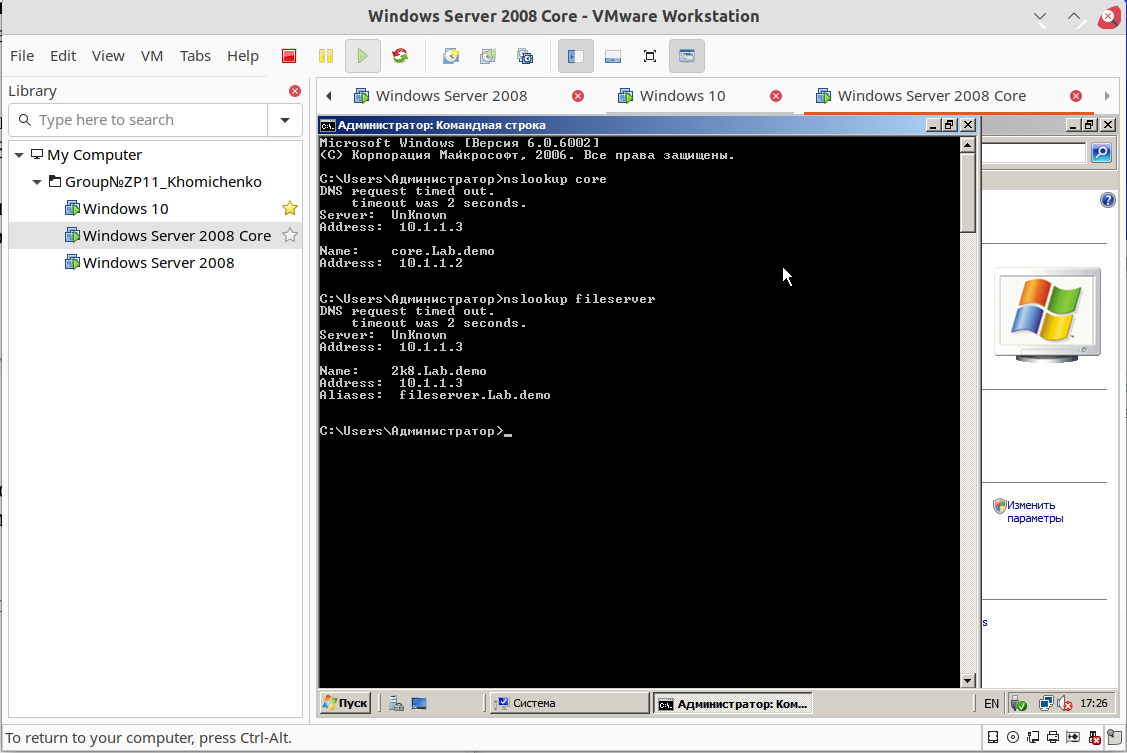 Windows Server 2008 Core - VMware Workstation
File Edit View VM Tabs Help
Library
Type here to search
My Computer
Group№ZP11_Khomichenko
Windows 10
Windows Server 2008 Core
Windows Server 2008
Windows Server 2008
Windows 10
Windows Server 2008 Core
Администратор: Командная строка
Microsoft Windows [Версия 6.0.6002]
(C) Корпорация Майкрософт, 2006. Все права защищены.
C:\Users\Администратор>nslookup core
DNS request timed out.
timeout was 2 seconds.
Server: UnKnown
Address: 10.1.1.3
Name: core.Lab.demo
Address: 10.1.1.2
C:\Users\Администратор>nslookup fileserver
DNS request timed out.
timeout was 2 seconds.
Server: UnKnown
Address: 10.1.1.3
Name: 2k8.Lab.demo
Address: 10.1.1.3
Aliases: fileserver.Lab.demo
C:\Users\Администратор>_
Изменить
параметры
s
Пуск
Система
Администратор: Ком...
EN
17:26
To return to your computer, press Ctrl-Alt.